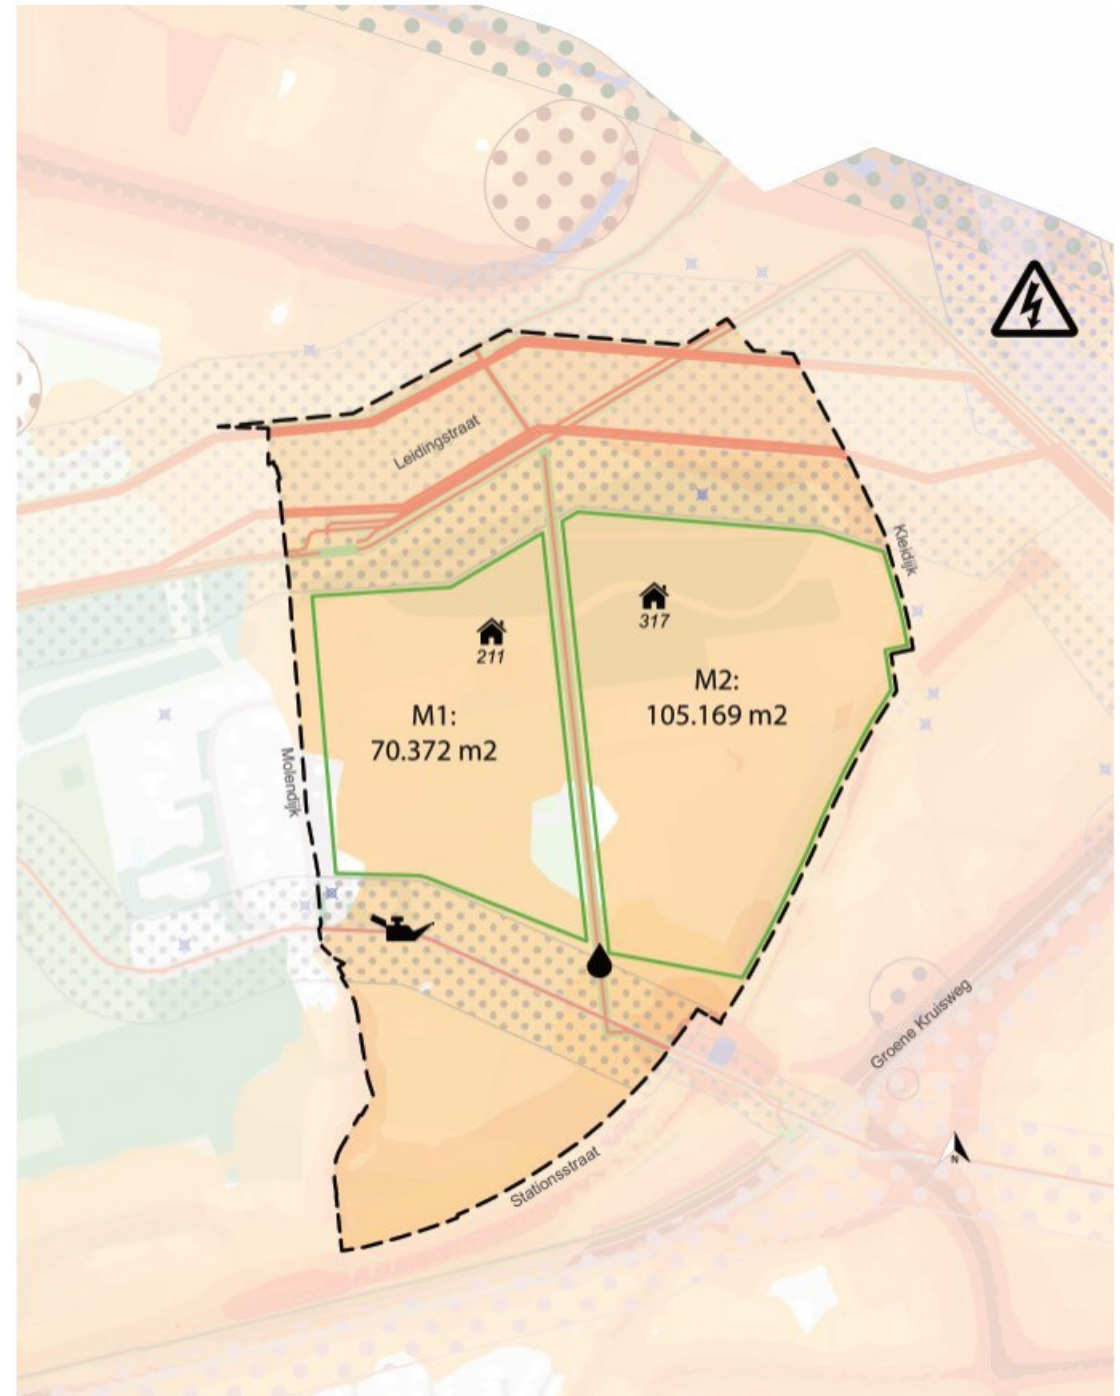 Leidingstraat
Kleidijk
317
211
M2:
105.169 m2
M1:
70.372 m2
Molendijk
Groene Kruisweg
N
Stationsstraat